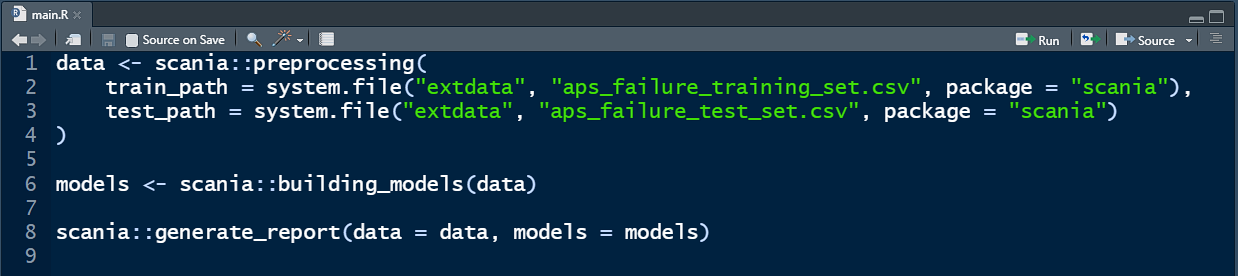 main.R
Source on Save Run Source
1 data <- scania::preprocessing(
2     train_path = system.file("extdata", "aps_failure_training_set.csv", package = "scania"),
3     test_path = system.file("extdata", "aps_failure_test_set.csv", package = "scania")
4 )
5
6 models <- scania::building_models(data)
7
8 scania::generate_report(data = data, models = models)
9